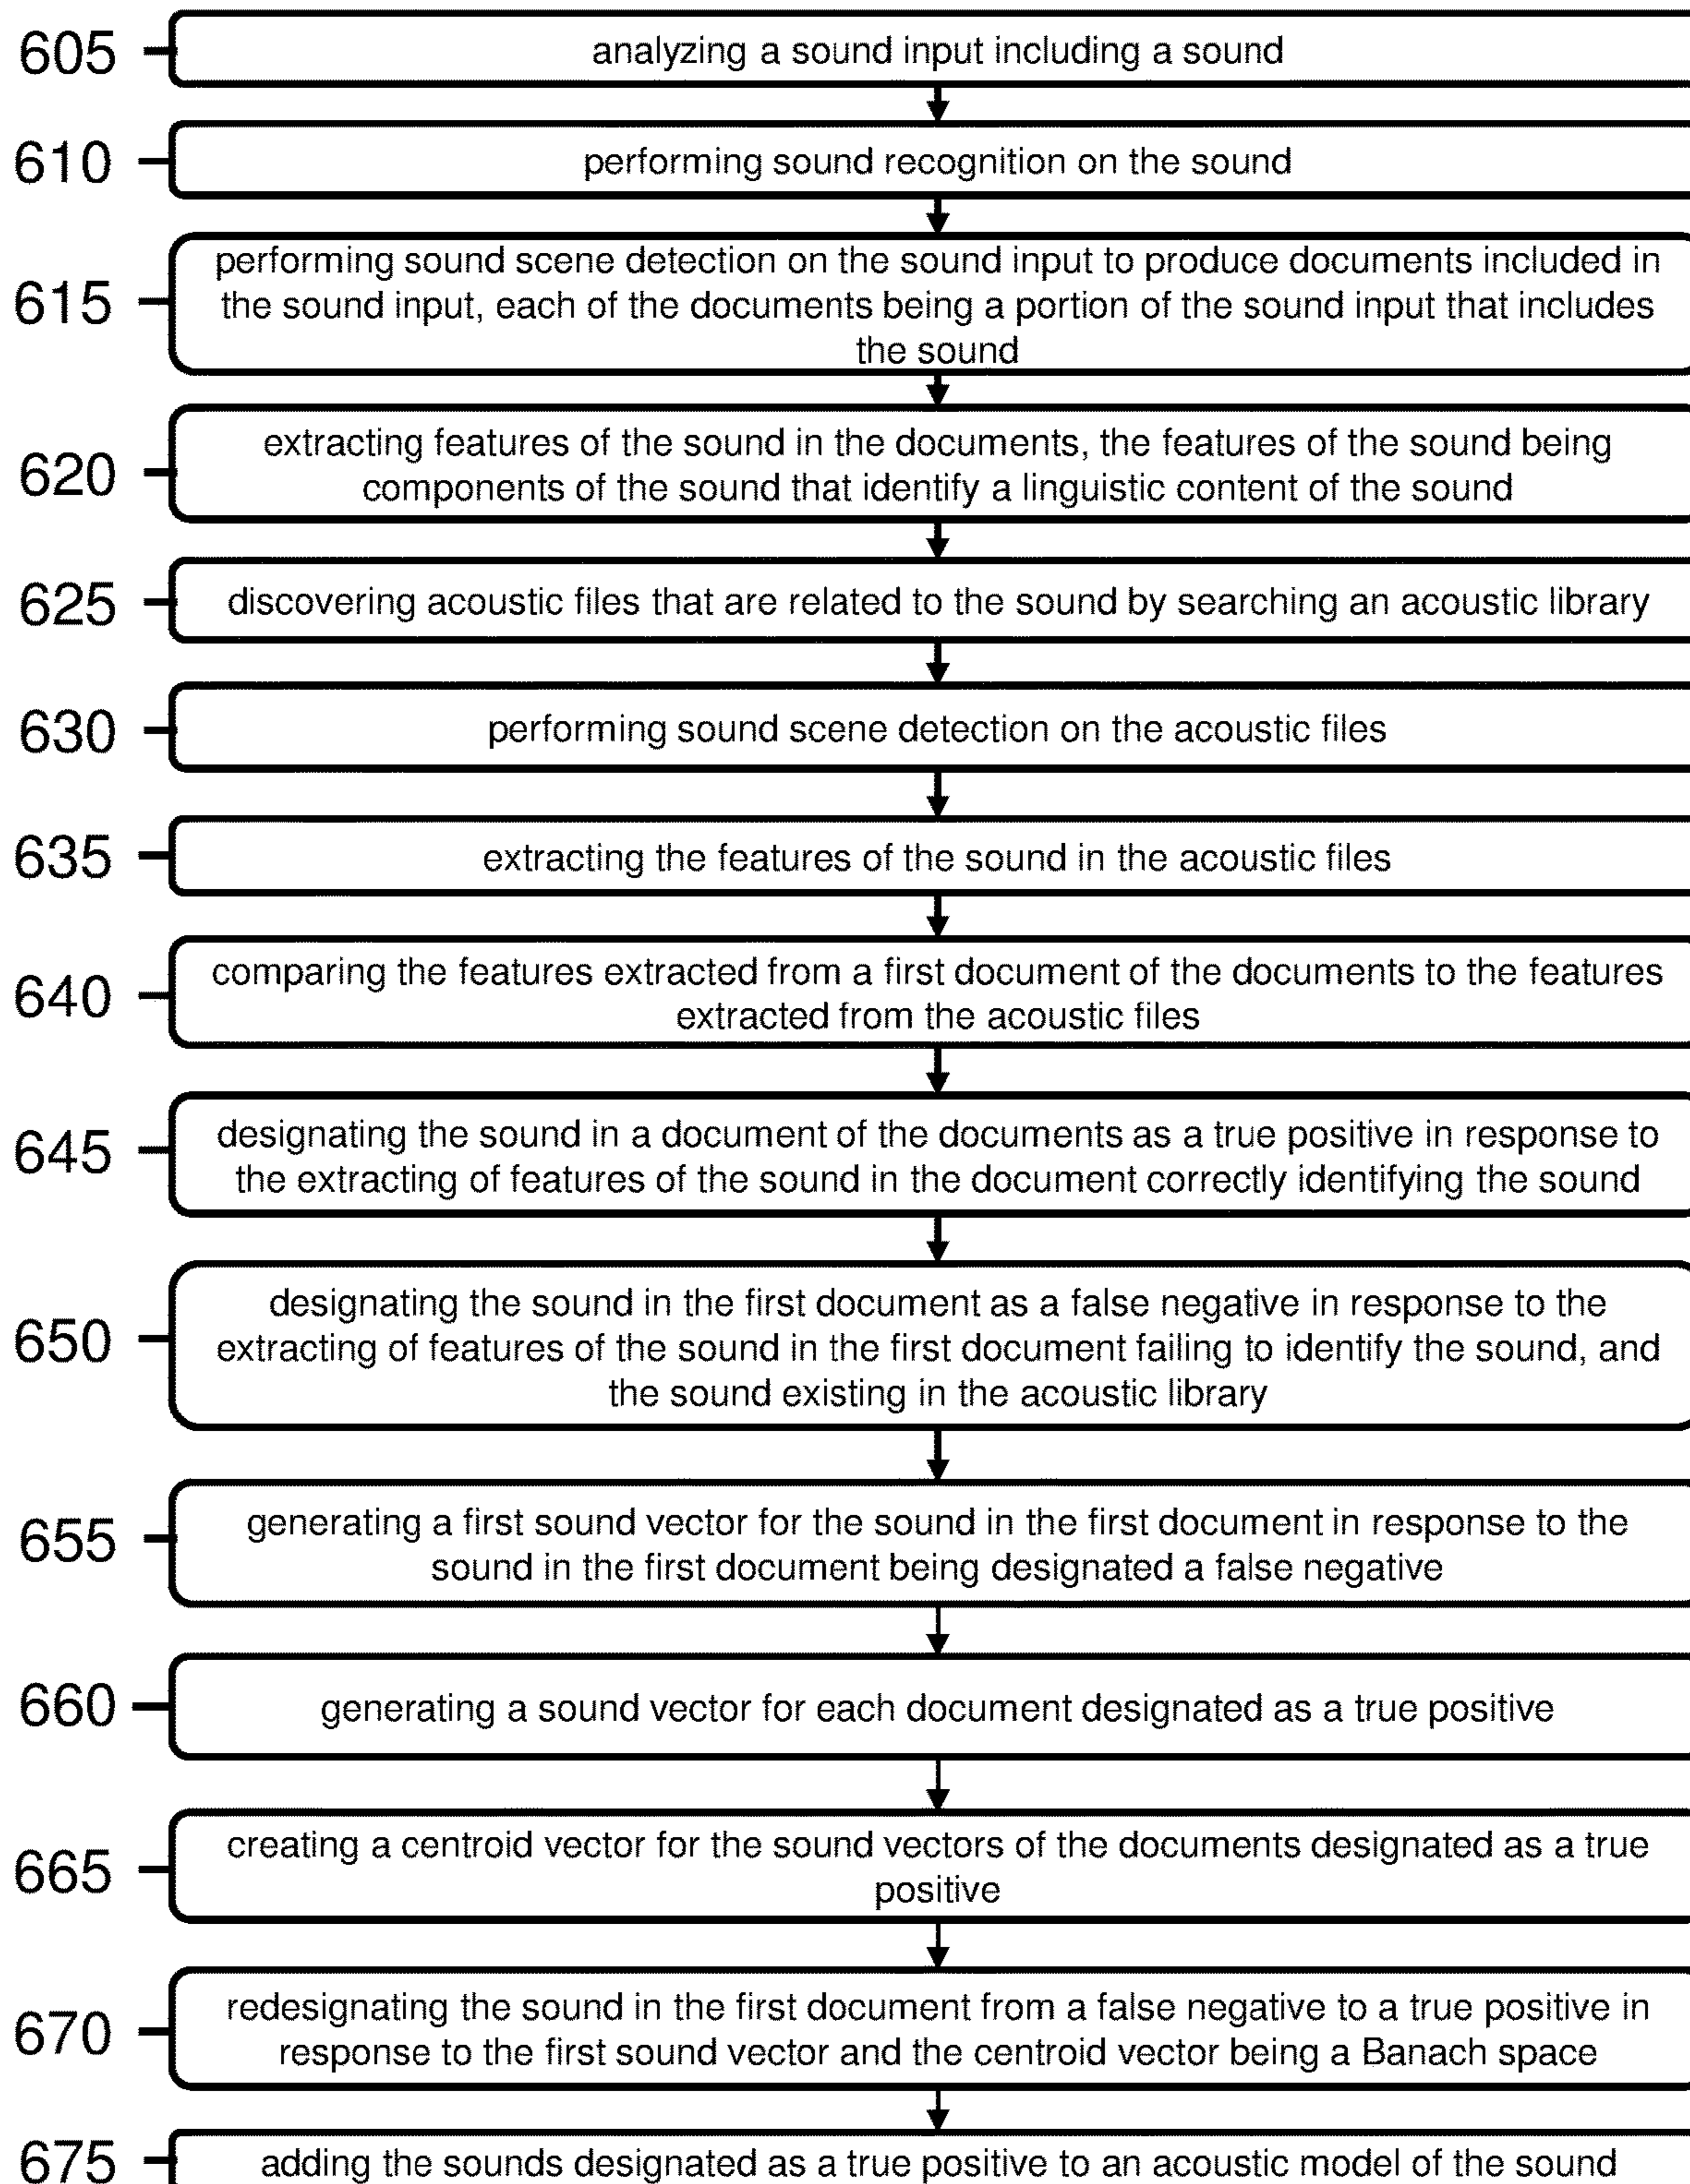 605
analyzing a sound input including a sound
610
performing sound recognition on the sound
615
performing sound scene detection on the sound input to produce documents included in
the sound input, each of the documents being a portion of the sound input that includes
the sound
620
extracting features of the sound in the documents, the features of the sound being
components of the sound that identify a linguistic content of the sound
625
discovering acoustic files that are related to the sound by searching an acoustic library
630
performing sound scene detection on the acoustic files
635
extracting the features of the sound in the acoustic files
640
comparing the features extracted from a first document of the documents to the features
extracted from the acoustic files
645
designating the sound in a document of the documents as a true positive in response to
the extracting of features of the sound in the document correctly identifying the sound
650
designating the sound in the first document as a false negative in response to the
extracting of features of the sound in the first document failing to identify the sound, and
the sound existing in the acoustic library
655
generating a first sound vector for the sound in the first document in response to the
sound in the first document being designated a false negative
660
generating a sound vector for each document designated as a true positive
665
creating a centroid vector for the sound vectors of the documents designated as a true
positive
670
redesignating the sound in the first document from a false negative to a true positive in
response to the first sound vector and the centroid vector being a Banach space
675
adding the sounds designated as a true positive to an acoustic model of the sound